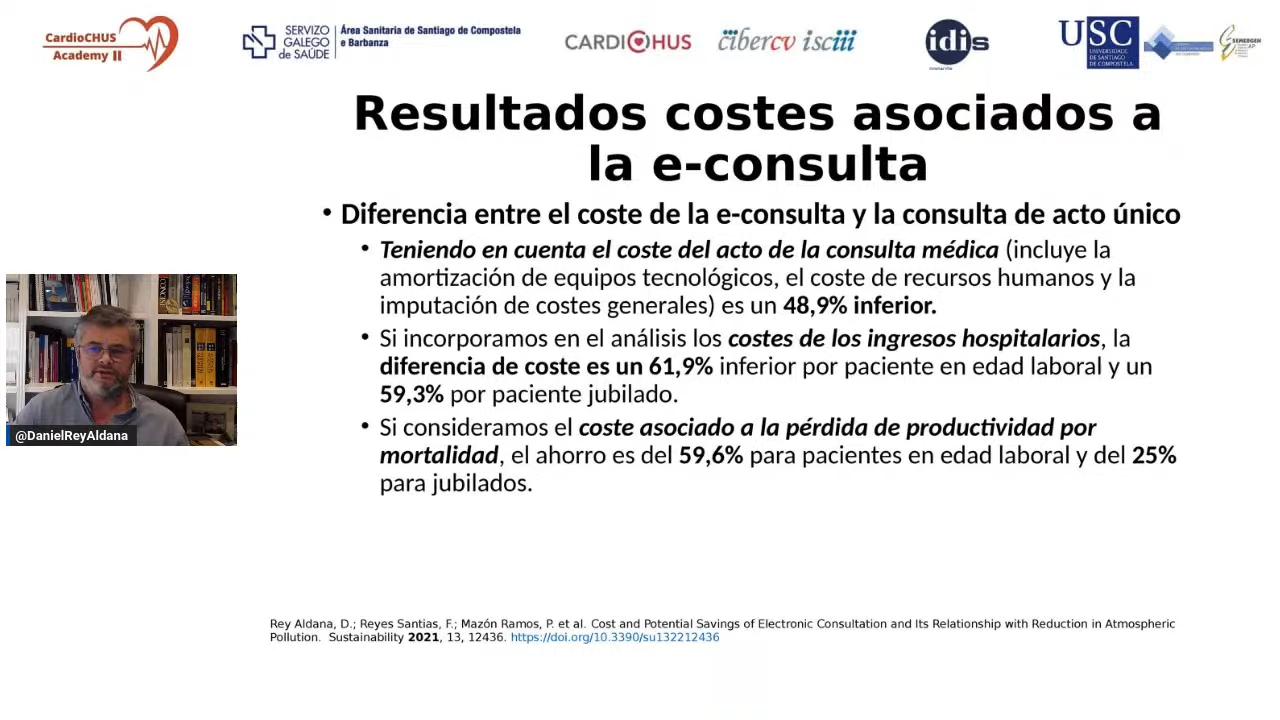 CardioCHUS
Academy II
SERVIZO
GALEGO
de SAÚDE
Área Sanitaria de Santiago de Compostela
e Barbanza
CARDIOCHUS
cibercv isciii
idis
USC
UNIVERSIDADE
DE SANTIAGO
DE COMPOSTELA
SEMERGEN
Resultados costes asociados a
la e-consulta
• Diferencia entre el coste de la e-consulta y la consulta de acto único
• Teniendo en cuenta el coste del acto de la consulta médica (incluye la
amortización de equipos tecnológicos, el coste de recursos humanos y la
imputación de costes generales) es un 48,9% inferior.
• Si incorporamos en el análisis los costes de los ingresos hospitalarios, la
diferencia de coste es un 61,9% inferior por paciente en edad laboral y un
59,3% por paciente jubilado.
• Si consideramos el coste asociado a la pérdida de productividad por
mortalidad, el ahorro es del 59,6% para pacientes en edad laboral y del 25%
para jubilados.
@DanielReyAldana
Rey Aldana, D.; Reyes Santias, F.; Mazón Ramos, P. et al. Cost and Potential Savings of Electronic Consultation and Its Relationship with Reduction in Atmospheric
Pollution. Sustainability 2021, 13, 12436. https://doi.org/10.3390/su132212436